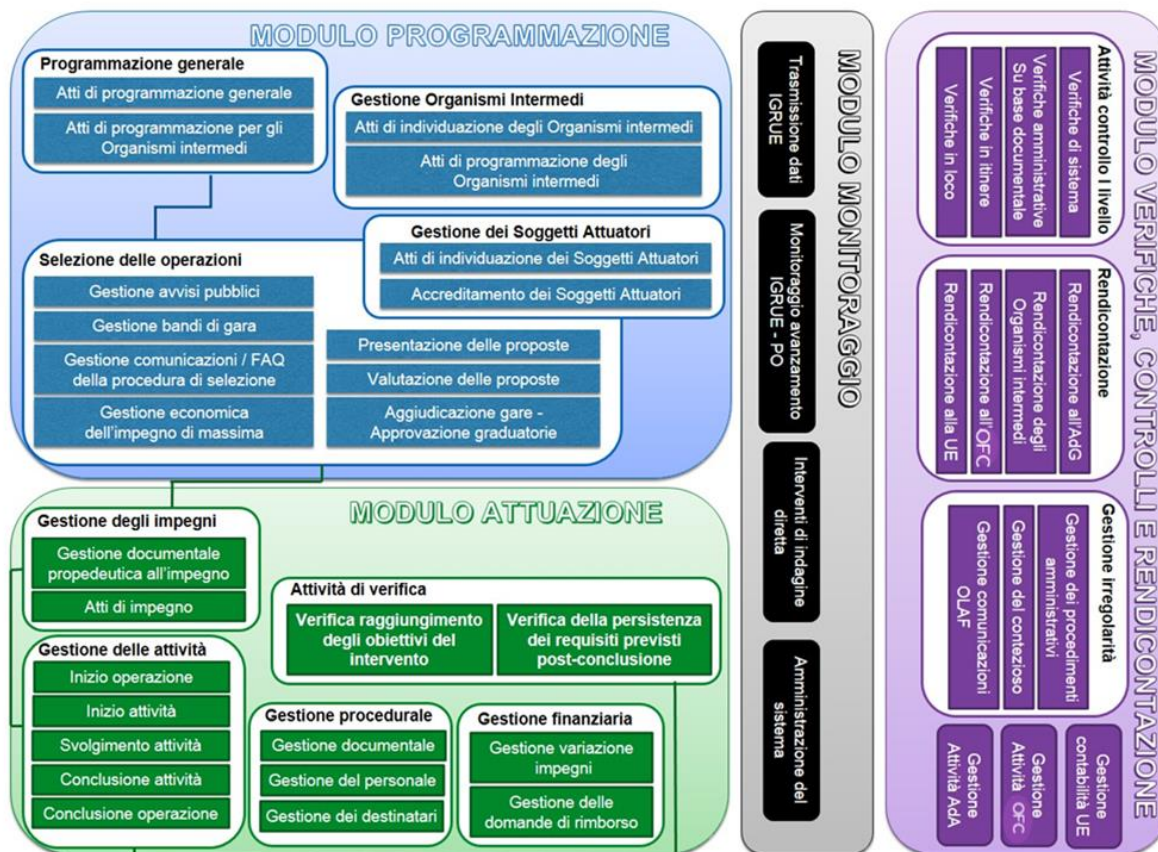 MODULO PROGRAMMAZIONE
Programmazione generale
Atti di programmazione generale
Atti di programmazione per gli
Organismi intermedi
Gestione Organismi Intermedi
Atti di individuazione degli Organismi intermedi
Atti di programmazione degli
Organismi intermedi
Gestione dei Soggetti Attuatori
Atti di individuazione dei Soggetti Attuatori
Accreditamento dei Soggetti Attuatori
Selezione delle operazioni
Gestione avvisi pubblici
Gestione bandi di gara
Gestione comunicazioni / FAQ
della procedura di selezione
Gestione economica
dell'impegno di massima
Presentazione delle proposte
Valutazione delle proposte
Aggiudicazione gare -
Approvazione graduatorie
MODULO ATTUAZIONE
Gestione degli impegni
Gestione documentale
propedeutica all'impegno
Atti di impegno
Attività di verifica
Verifica raggiungimento
degli obiettivi del
intervento
Verifica della persistenza
dei requisiti previsti
post-conclusione
Gestione delle attività
Inizio operazione
Inizio attività
Svolgimento attività
Conclusione attività
Conclusione operazione
Gestione procedurale
Gestione documentale
Gestione del personale
Gestione dei destinatari
Gestione finanziaria
Gestione variazione
impegni
Gestione delle
domande di rimborso
MODULO MONITORAGGIO
Trasmissione dati
IGRUE
Monitoraggio avanzamento
IGRUE - PO
Interventi di indagine
diretta
Amministrazione del
sistema
MODULO VERIFICHE, CONTROLLI E RENDICONTAZIONE
Attività controllo I livello
Verifiche di sistema
Verifiche amministrative
Su base documentale
Verifiche in itinere
Verifiche in loco
Rendicontazione
Rendicontazione all'AdG
Rendicontazione degli
Organismi intermedi
Rendicontazione all'OFC
Rendicontazione alla UE
Gestione irregolarità
Gestione dei procedimenti
amministrativi
Gestione del contezioso
Gestione comunicazioni
OLAF
Gestione
contabilità UE
Gestione
Attività OFC
Gestione
Attività AdA